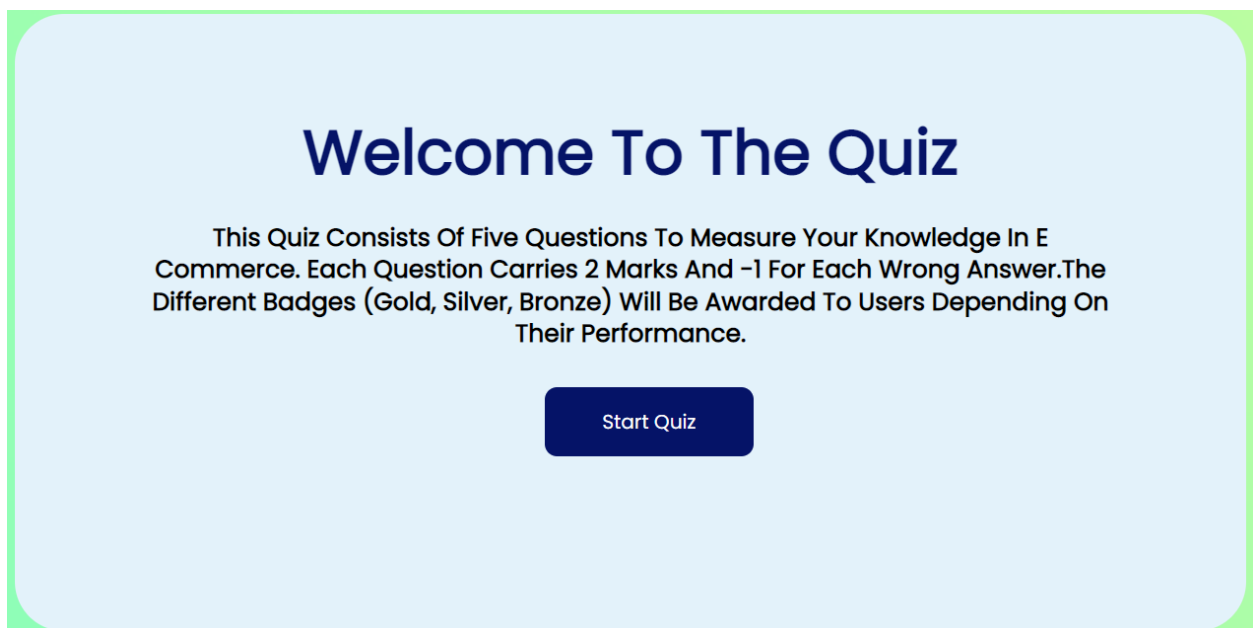 Welcome To The Quiz
This Quiz Consists Of Five Questions To Measure Your Knowledge In E
Commerce. Each Question Carries 2 Marks And -1 For Each Wrong Answer.The
Different Badges (Gold, Silver, Bronze) Will Be Awarded To Users Depending On
Their Performance.
Start Quiz